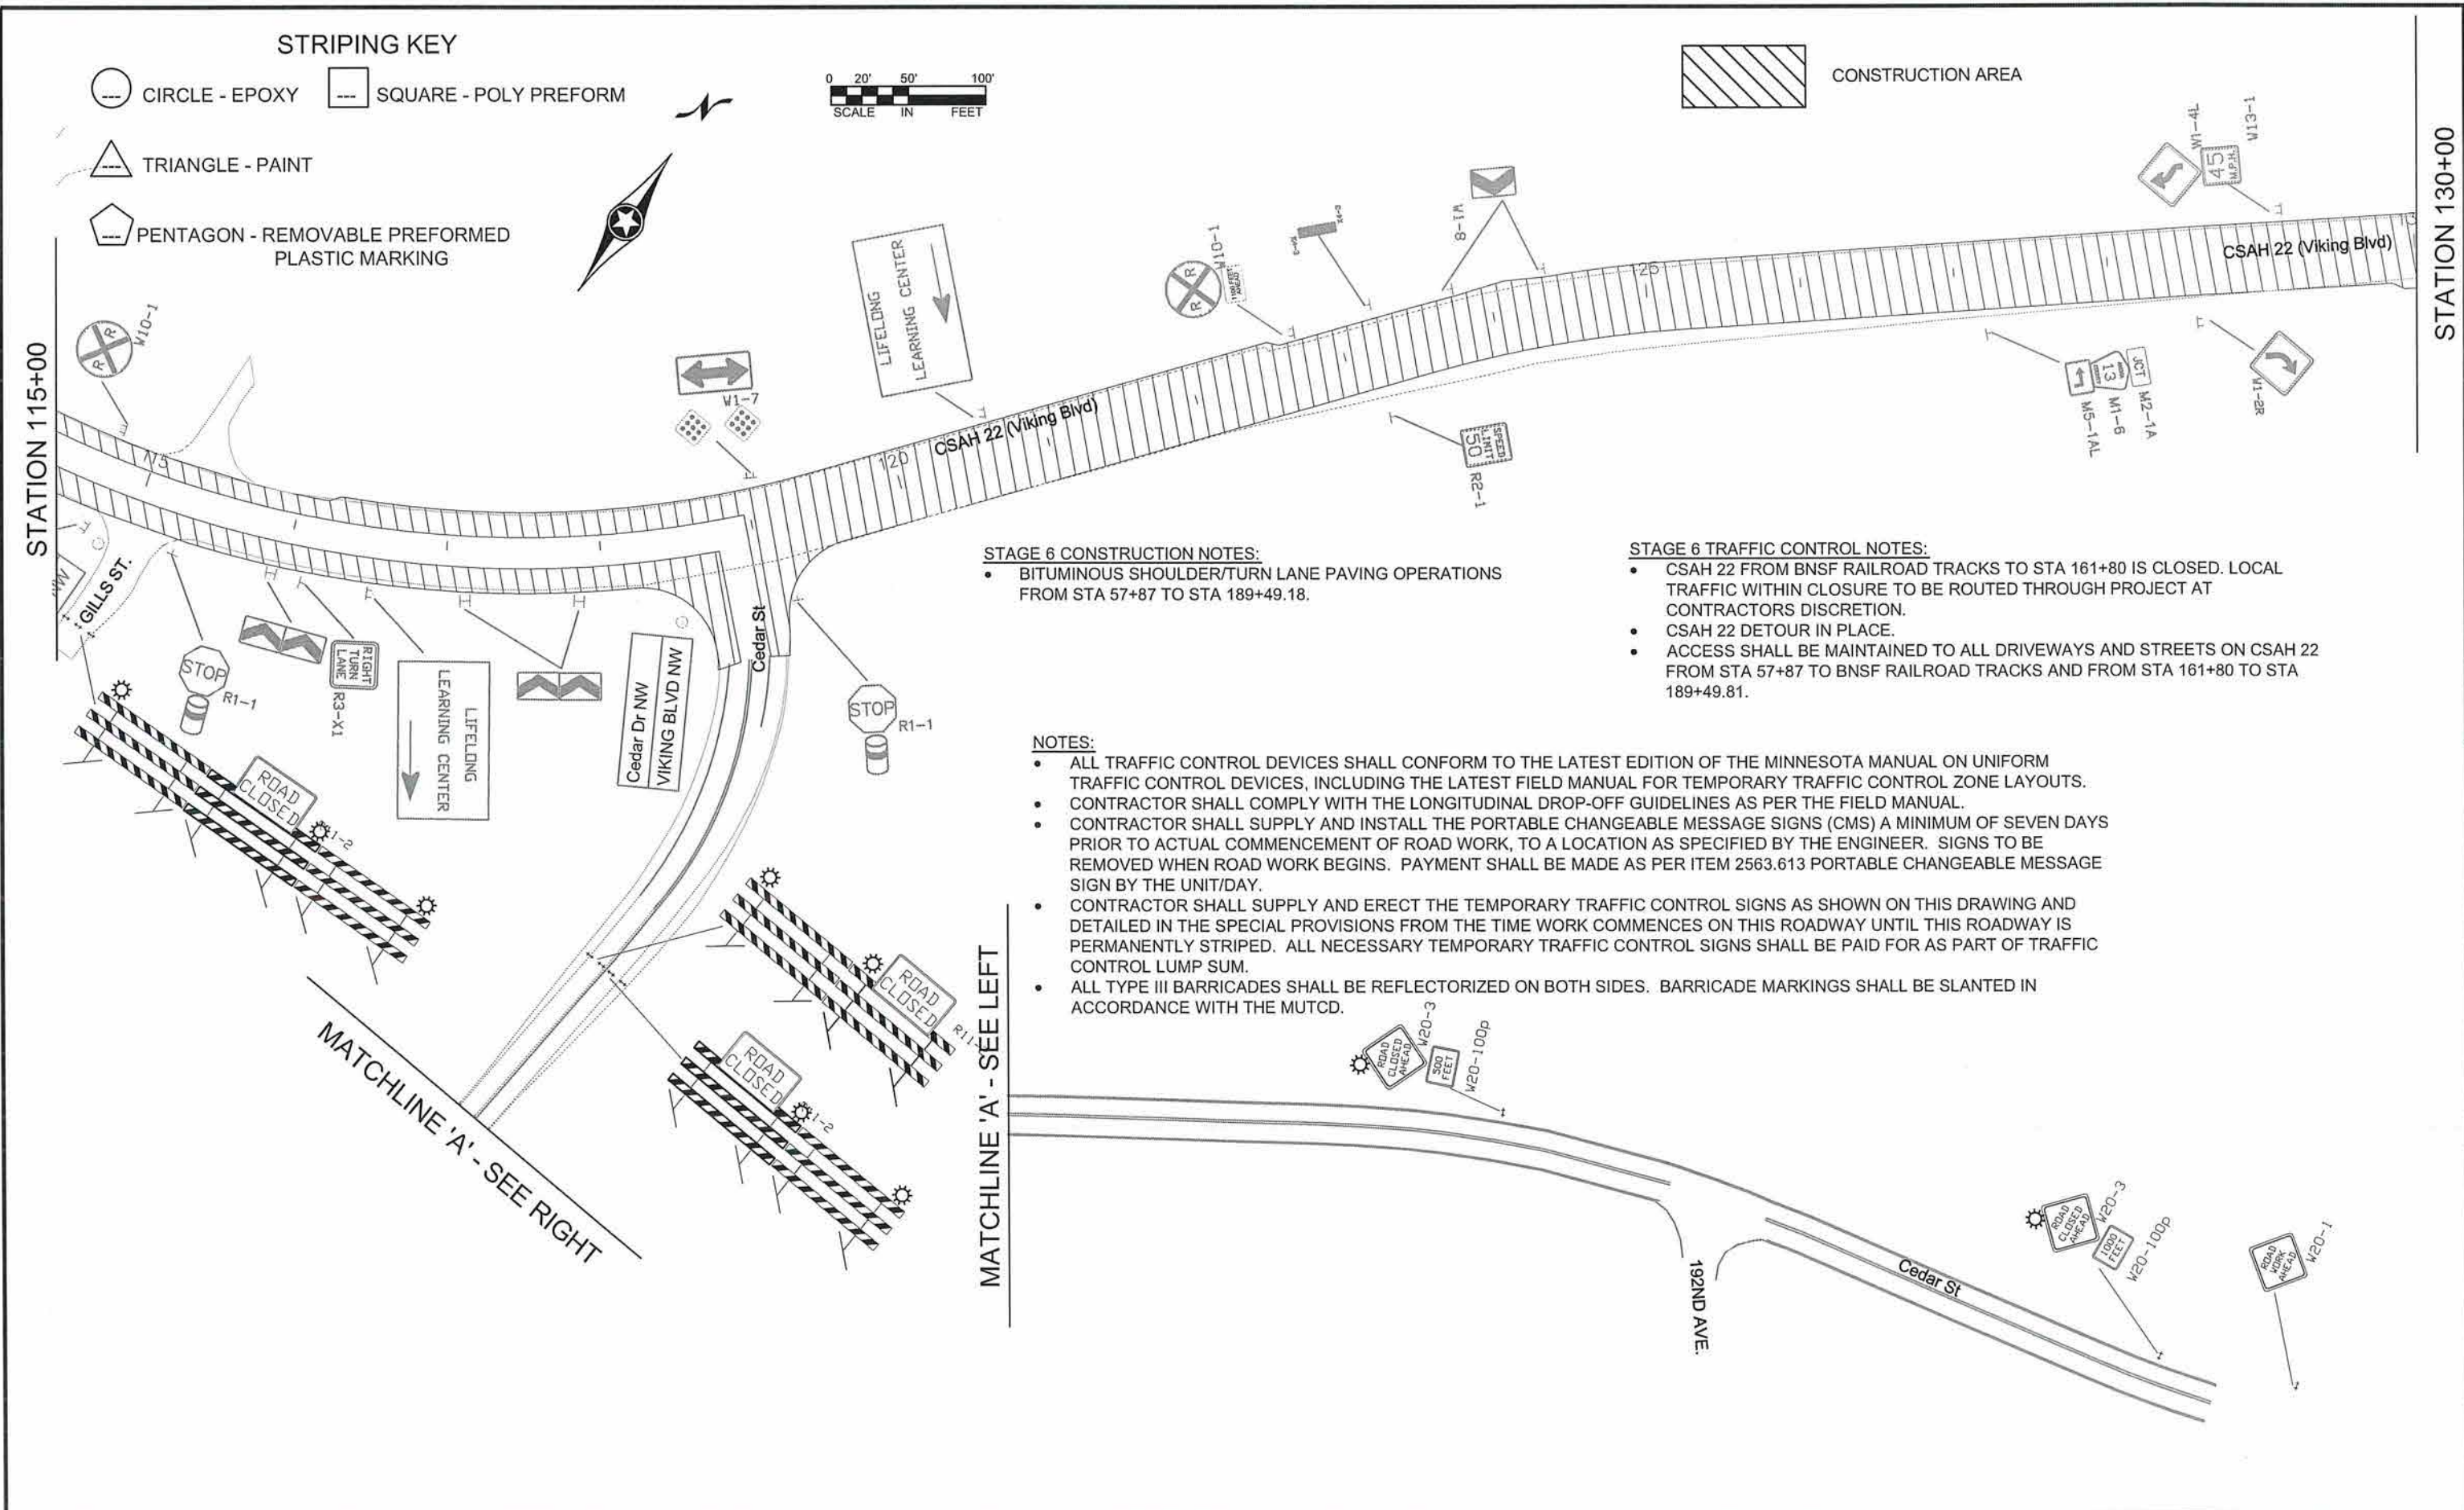 STRIPING KEY
CIRCLE - EPOXY
SQUARE - POLY PREFORM
TRIANGLE - PAINT
PENTAGON - REMOVABLE PREFORMED
PLASTIC MARKING
0 20' 50' 100'
SCALE IN FEET
N
CONSTRUCTION AREA
STATION 115+00
STATION 130+00
R R
W10-1
W1-7
LIFELONG
LEARNING CENTER
R R
W10-1
X4-2
W1-8
W1-4L
45
M.P.H.
W13-1
115
120
CSAH 22 (Viking Blvd)
125
CSAH 22 (Viking Blvd)
13
SPEED
LIMIT
50
R2-1
JCT
13
M2-1A
M1-6
M5-1AL
W1-2R
GILLS ST.
NW
STOP
R1-1
RIGHT
TURN
LANE
R3-X1
LIFELONG
LEARNING CENTER
Cedar Dr NW
VIKING BLVD NW
Cedar St
STOP
R1-1
ROAD
CLOSED
ROAD
CLOSED
ROAD
CLOSED
MATCHLINE 'A' - SEE RIGHT
STAGE 6 CONSTRUCTION NOTES:
• BITUMINOUS SHOULDER/TURN LANE PAVING OPERATIONS
FROM STA 57+87 TO STA 189+49.18.
STAGE 6 TRAFFIC CONTROL NOTES:
• CSAH 22 FROM BNSF RAILROAD TRACKS TO STA 161+80 IS CLOSED. LOCAL
TRAFFIC WITHIN CLOSURE TO BE ROUTED THROUGH PROJECT AT
CONTRACTORS DISCRETION.
• CSAH 22 DETOUR IN PLACE.
• ACCESS SHALL BE MAINTAINED TO ALL DRIVEWAYS AND STREETS ON CSAH 22
FROM STA 57+87 TO BNSF RAILROAD TRACKS AND FROM STA 161+80 TO STA
189+49.81.
NOTES:
• ALL TRAFFIC CONTROL DEVICES SHALL CONFORM TO THE LATEST EDITION OF THE MINNESOTA MANUAL ON UNIFORM
TRAFFIC CONTROL DEVICES, INCLUDING THE LATEST FIELD MANUAL FOR TEMPORARY TRAFFIC CONTROL ZONE LAYOUTS.
• CONTRACTOR SHALL COMPLY WITH THE LONGITUDINAL DROP-OFF GUIDELINES AS PER THE FIELD MANUAL.
• CONTRACTOR SHALL SUPPLY AND INSTALL THE PORTABLE CHANGEABLE MESSAGE SIGNS (CMS) A MINIMUM OF SEVEN DAYS
PRIOR TO ACTUAL COMMENCEMENT OF ROAD WORK, TO A LOCATION AS SPECIFIED BY THE ENGINEER. SIGNS TO BE
REMOVED WHEN ROAD WORK BEGINS. PAYMENT SHALL BE MADE AS PER ITEM 2563.613 PORTABLE CHANGEABLE MESSAGE
SIGN BY THE UNIT/DAY.
• CONTRACTOR SHALL SUPPLY AND ERECT THE TEMPORARY TRAFFIC CONTROL SIGNS AS SHOWN ON THIS DRAWING AND
DETAILED IN THE SPECIAL PROVISIONS FROM THE TIME WORK COMMENCES ON THIS ROADWAY UNTIL THIS ROADWAY IS
PERMANENTLY STRIPED. ALL NECESSARY TEMPORARY TRAFFIC CONTROL SIGNS SHALL BE PAID FOR AS PART OF TRAFFIC
CONTROL LUMP SUM.
• ALL TYPE III BARRICADES SHALL BE REFLECTORIZED ON BOTH SIDES. BARRICADE MARKINGS SHALL BE SLANTED IN
ACCORDANCE WITH THE MUTCD.
MATCHLINE 'A' - SEE LEFT
ROAD
CLOSED
AHEAD
W20-3
500
FEET
W20-100p
192ND AVE.
Cedar St
ROAD
CLOSED
AHEAD
W20-3
1000
FEET
W20-100p
ROAD
WORK
AHEAD
W20-1